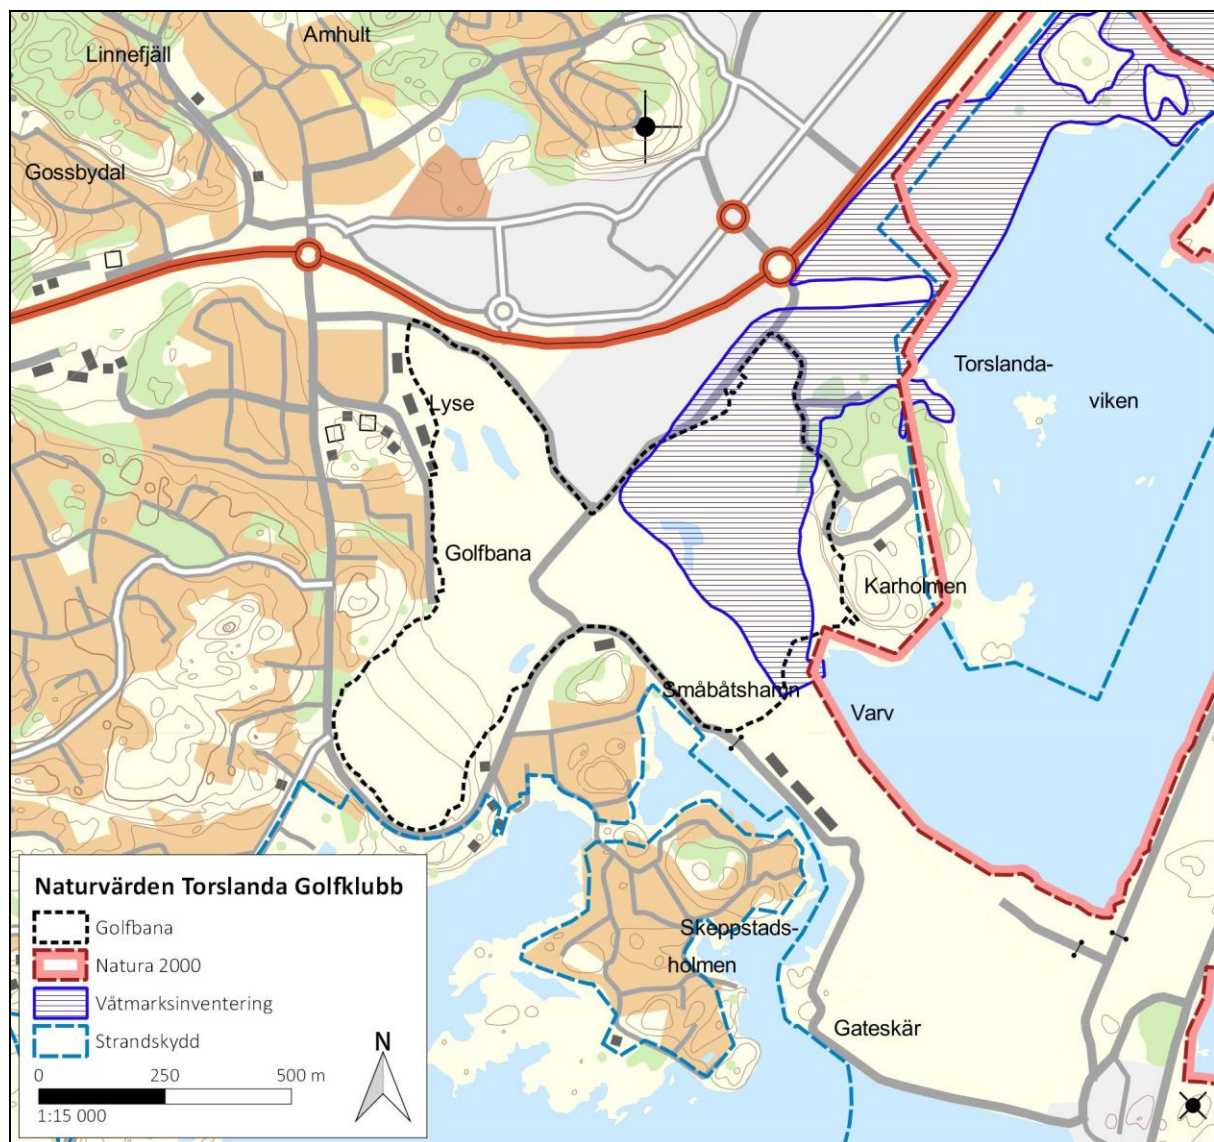 Amhult
Linnefjäll
Gossbydal
Torslanda-
viken
Lyse
Golfbana
Karholmen
Småbåtshamn
Varv
Skeppstads-
holmen
Gateskär
Naturvärden Torslanda Golfklubb
Golfbana
Natura 2000
Våtmarksinventering
Strandskydd
N
0 250 500 m
1:15 000